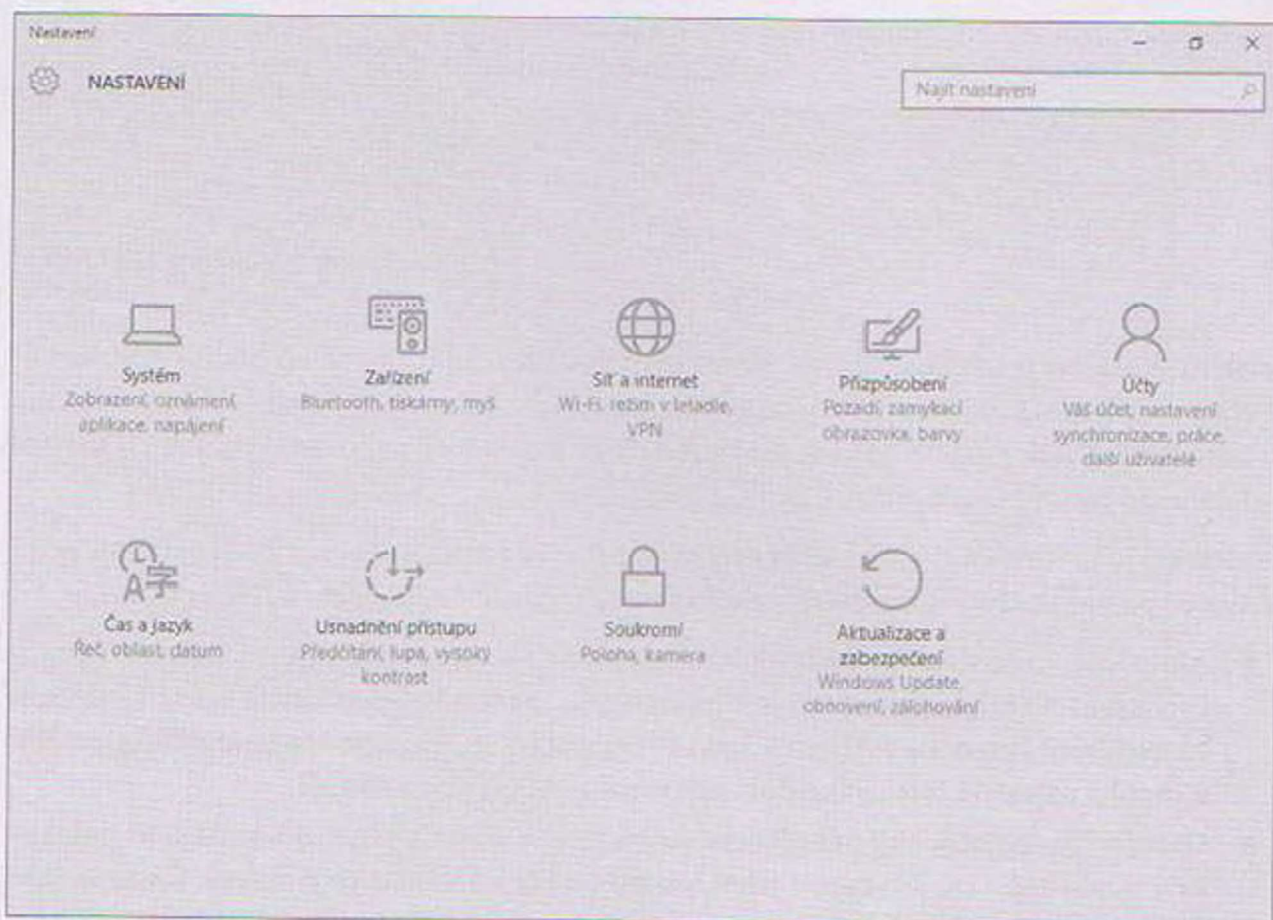 Nastavení
NASTAVENÍ
Najít nastavení
Systém
Zobrazení, oznámení,
aplikace, napájení
Zařízení
Bluetooth, tiskárny, myš
Síť a internet
Wi-Fi, režim v letadle,
VPN
Přizpůsobení
Pozadí, zamykací
obrazovka, barvy
Účty
Váš účet, nastavení
synchronizace, práce,
další uživatelé
Čas a jazyk
Řeč, oblast, datum
Usnadnění přístupu
Předčítání, lupa, vysoký
kontrast
Soukromí
Poloha, kamera
Aktualizace a
zabezpečení
Windows Update,
obnovení, zálohování